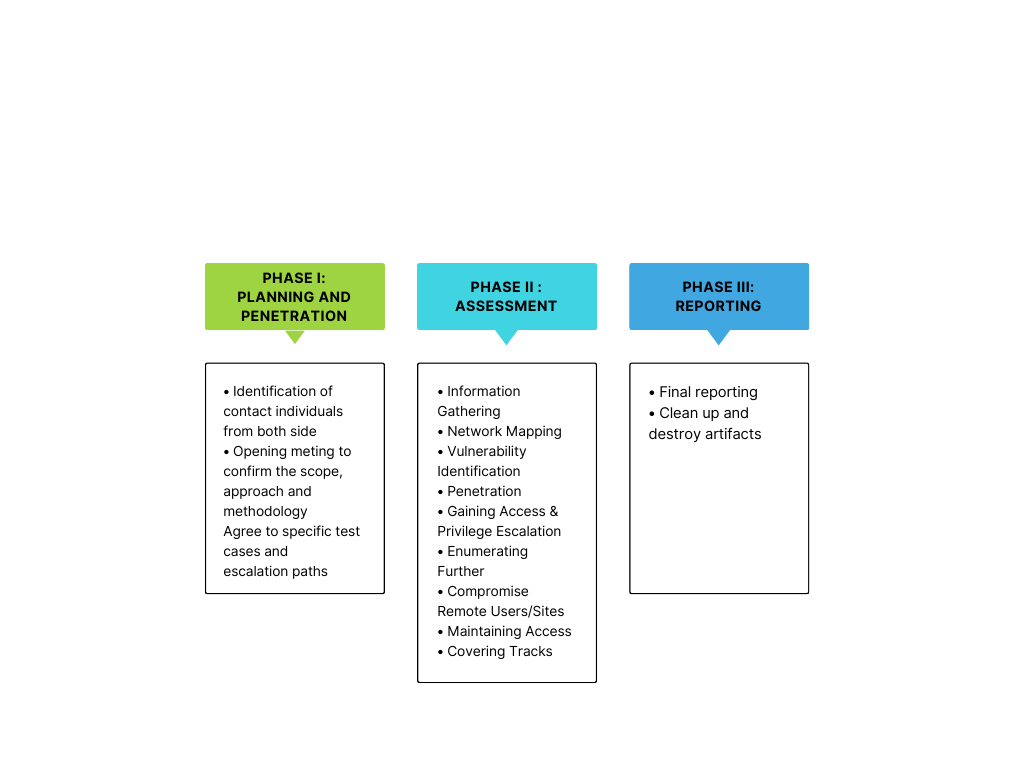 PHASE I:
PLANNING AND
PENETRATION
• Identification of
contact individuals
from both side
• Opening meting to
confirm the scope,
approach and
methodology
Agree to specific test
cases and
escalation paths
PHASE II :
ASSESSMENT
• Information
Gathering
• Network Mapping
• Vulnerability
Identification
• Penetration
• Gaining Access &
Privilege Escalation
• Enumerating
Further
• Compromise
Remote Users/Sites
• Maintaining Access
• Covering Tracks
PHASE III:
REPORTING
• Final reporting
• Clean up and
destroy artifacts